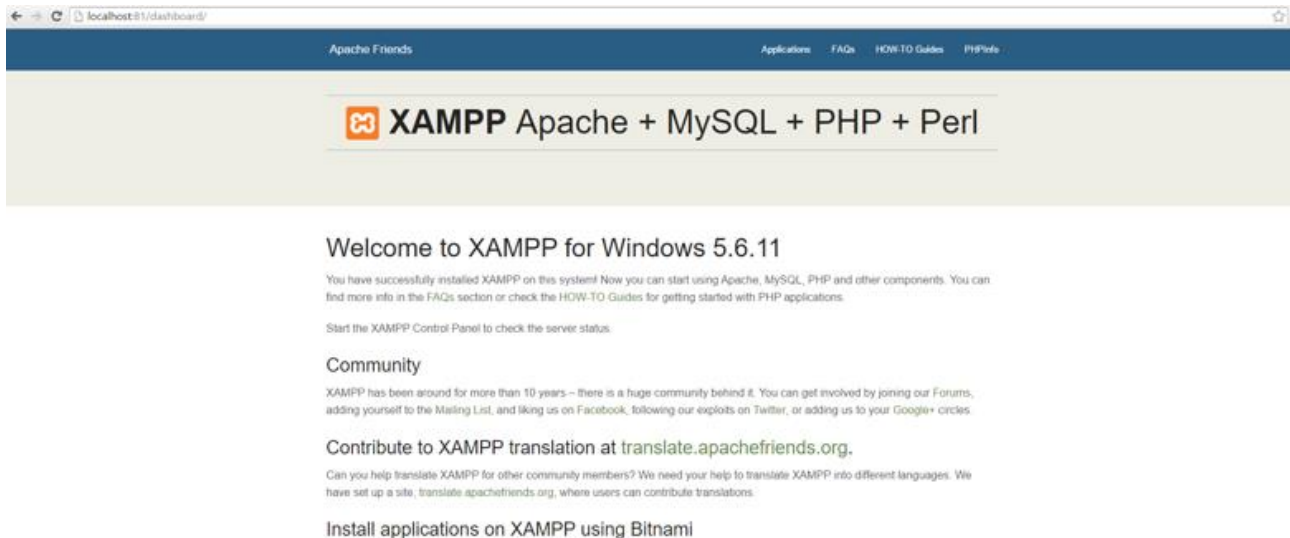 localhost:81/dashboard/
Apache Friends
Applications FAQs HOW-TO Guides PHPInfo
XAMPP Apache + MySQL + PHP + Perl
Welcome to XAMPP for Windows 5.6.11
You have successfully installed XAMPP on this system! Now you can start using Apache, MySQL, PHP and other components. You can
find more info in the FAQs section or check the HOW-TO Guides for getting started with PHP applications.
Start the XAMPP Control Panel to check the server status.
Community
XAMPP has been around for more than 10 years – there is a huge community behind it. You can get involved by joining our Forums,
adding yourself to the Mailing List, and liking us on Facebook, following our exploits on Twitter, or adding us to your Google+ circles.
Contribute to XAMPP translation at translate.apachefriends.org.
Can you help translate XAMPP for other community members? We need your help to translate XAMPP into different languages. We
have set up a site, translate.apachefriends.org, where users can contribute translations.
Install applications on XAMPP using Bitnami